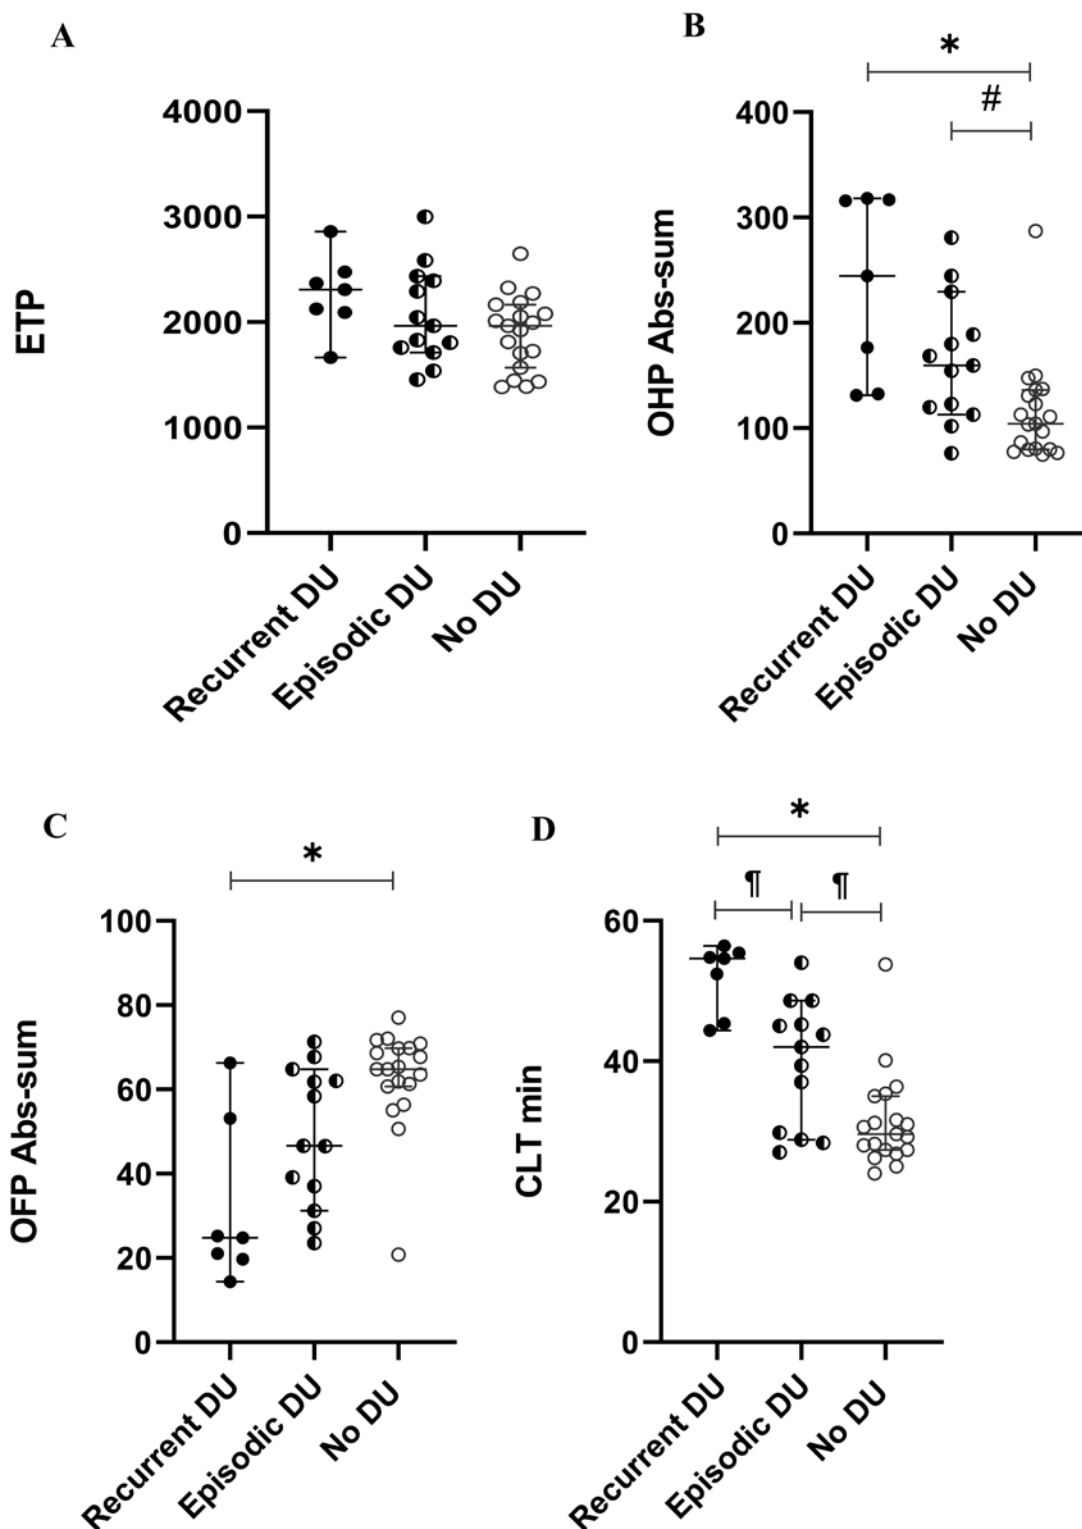 A
ETP
4000
3000
2000
1000
0
Recurrent DU
Episodic DU
No DU
B
*
#
OHP Abs-sum
400
300
200
100
0
Recurrent DU
Episodic DU
No DU
C
*
OFP Abs-sum
100
80
60
40
20
0
Recurrent DU
Episodic DU
No DU
D
*
¶
¶
CLT min
60
40
20
0
Recurrent DU
Episodic DU
No DU